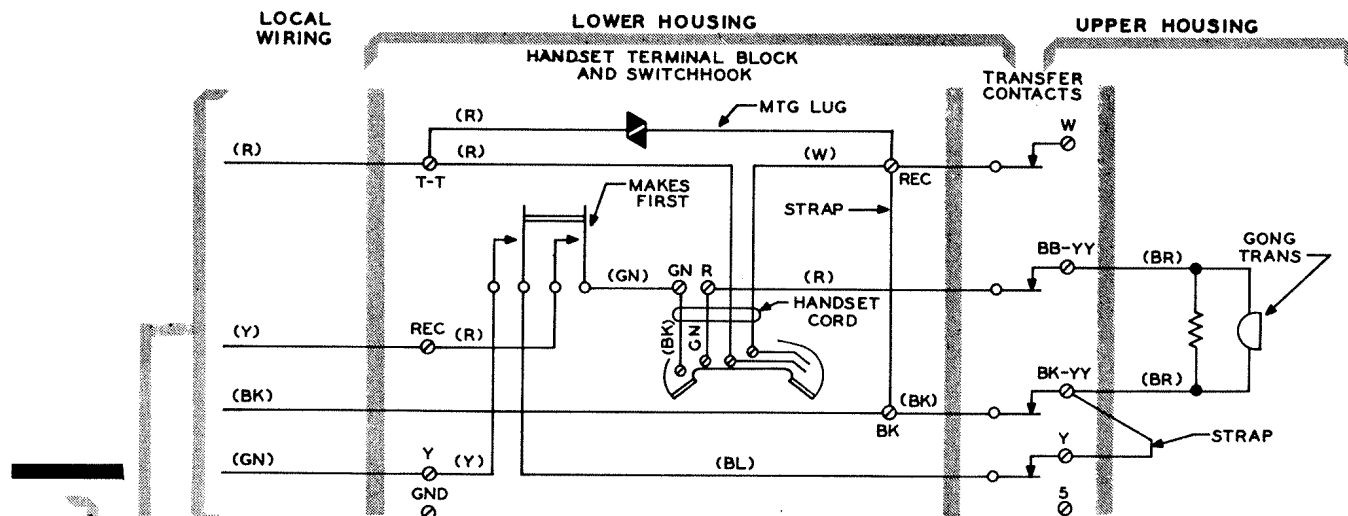 LOCAL
WIRING
LOWER HOUSING
UPPER HOUSING
HANDSET TERMINAL BLOCK
AND SWITCHHOOK
TRANSFER
CONTACTS
(R)
MTG LUG
W
(R)
(R)
(W)
T-T
REC
MAKES
FIRST
STRAP
BB-YY
GONG
TRANS
(GN)
GN R
(R)
(BR)
HANDSET
CORD
(BK)
GN
(Y)
REC
(R)
BK-YY
(BR)
(BK)
(BK)
BK
Y
STRAP
(GN)
Y
(Y)
(BL)
GND
5